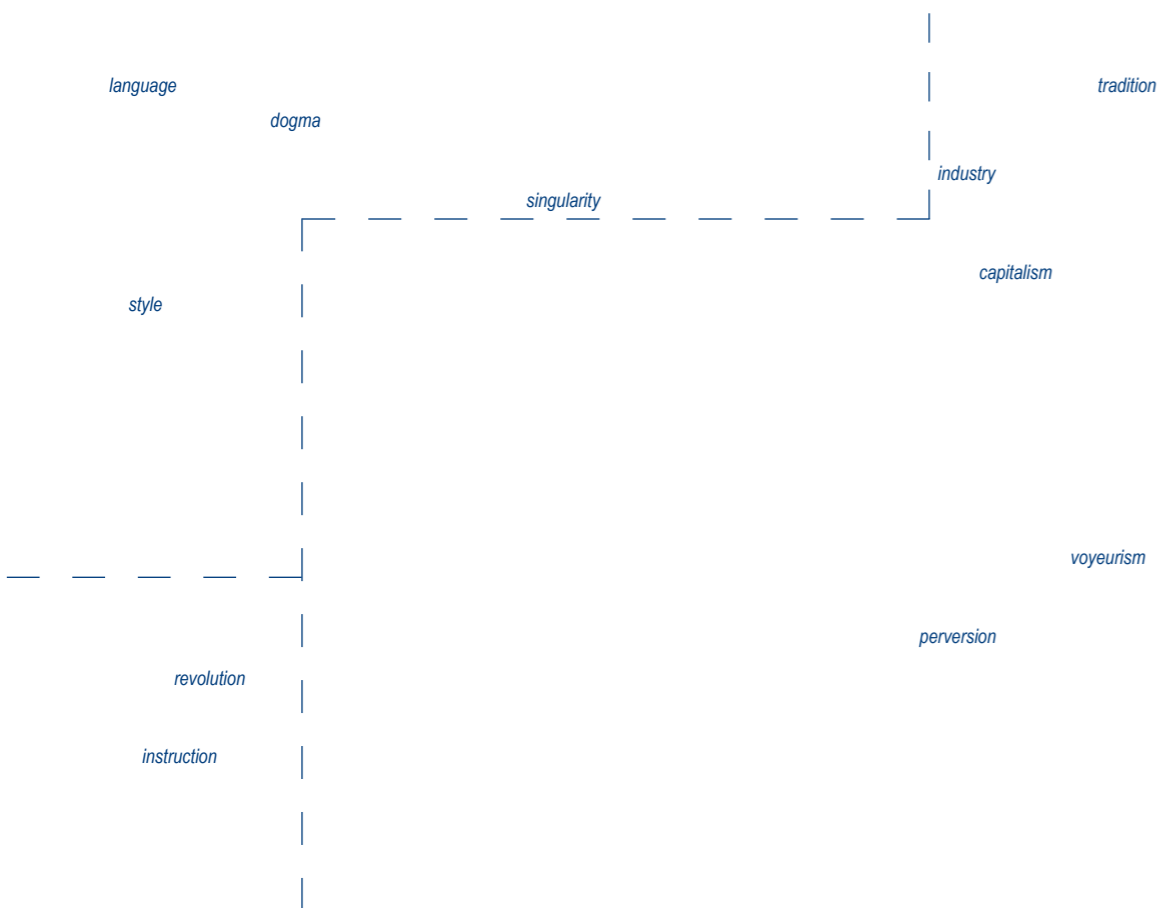 language
tradition
dogma
industry
singularity
capitalism
style
voyeurism
perversion
revolution
instruction